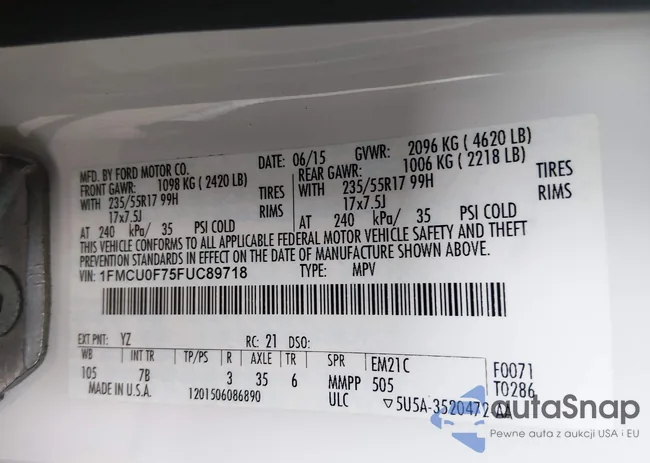 MFD. BY FORD MOTOR CO. DATE: 06/15 GVWR: 2096 KG ( 4620 LB)
FRONT GAWR: 1098 KG ( 2420 LB) REAR GAWR: 1006 KG ( 2218 LB)
WITH 235/55R17 99H TIRES WITH 235/55R17 99H TIRES
17x7.5J RIMS 17x7.5J RIMS
AT 240 kPa/ 35 PSI COLD AT 240 kPa/ 35 PSI COLD
THIS VEHICLE CONFORMS TO ALL APPLICABLE FEDERAL MOTOR VEHICLE SAFETY AND THEFT
PREVENTION STANDARDS IN EFFECT ON THE DATE OF MANUFACTURE SHOWN ABOVE.
VIN: 1FMCU0F75FUC89718 TYPE: MPV
EXT PNT: YZ RC: 21 DSO:
WB INT TR TP/PS R AXLE TR SPR EM21C F0071
105 7B 3 35 6 MMPP 505 T0286
MADE IN U.S.A. 1201506086890 ULC ▽5U5A-3520472-AA
autoSnap
Pewne auta z aukcji USA i EU